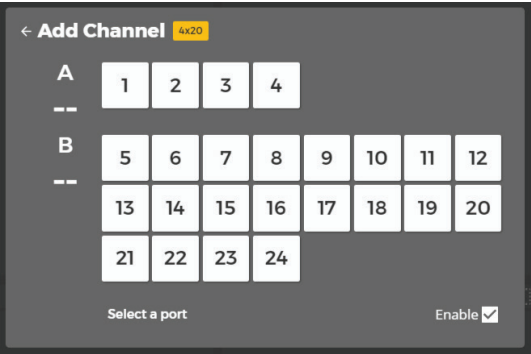 ← Add Channel 4x20
A 1 2 3 4
--
B 5 6 7 8 9 10 11 12
--
13 14 15 16 17 18 19 20
21 22 23 24
Select a port Enable